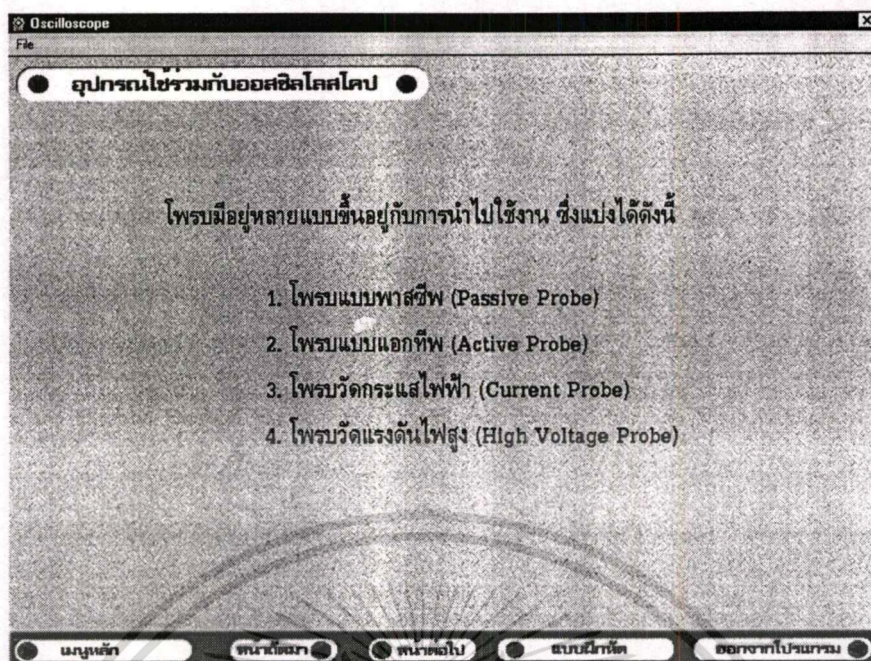 Oscilloscope
File
อุปกรณ์ใช้ร่วมกับออสซิลโลสโคป
โพรบมีอยู่หลายแบบขึ้นอยู่กับการนำไปใช้งาน ซึ่งแบ่งได้ดังนี้
1. โพรบแบบพาสซีพ (Passive Probe)
2. โพรบแบบแอกทีพ (Active Probe)
3. โพรบวัดกระแสไฟฟ้า (Current Probe)
4. โพรบวัดแรงดันไฟสูง (High Voltage Probe)
เมนูหลัก หน้าถัดมา หน้าต่อไป แบบฝึกหัด ออกจากโปรแกรม